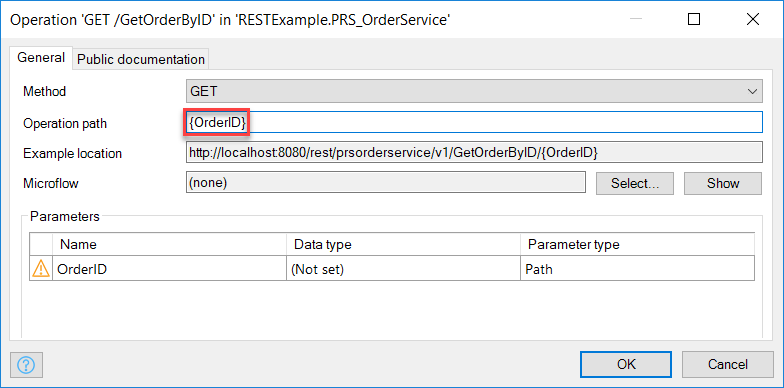 Operation 'GET /GetOrderByID' in 'RESTExample.PRS_OrderService'
General
Public documentation
Method
GET
Operation path
{OrderID}
Example location
http://localhost:8080/rest/prsorderservice/v1/GetOrderByID/{OrderID}
Microflow
(none)
Select...
Show
Parameters
Name
Data type
Parameter type
OrderID
(Not set)
Path
?
OK
Cancel